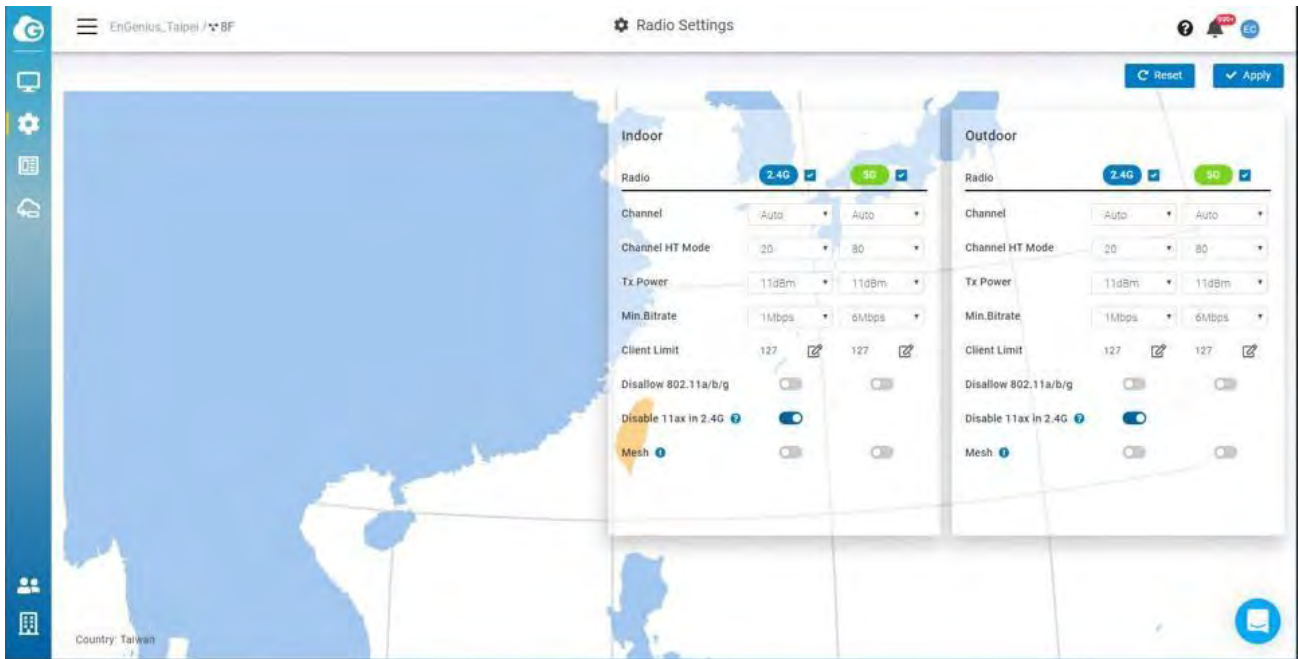 EnGenius_Taipei / 8F
Radio Settings
EC
Reset
Apply
Indoor
Radio 2.4G 5G
Channel Auto Auto
Channel HT Mode 20 80
Tx Power 11dBm 11dBm
Min.Bitrate 1Mbps 6Mbps
Client Limit 127 127
Disallow 802.11a/b/g
Disable 11ax in 2.4G
Mesh
Outdoor
Radio 2.4G 5G
Channel Auto Auto
Channel HT Mode 20 80
Tx Power 11dBm 11dBm
Min.Bitrate 1Mbps 6Mbps
Client Limit 127 127
Disallow 802.11a/b/g
Disable 11ax in 2.4G
Mesh
Country: Taiwan